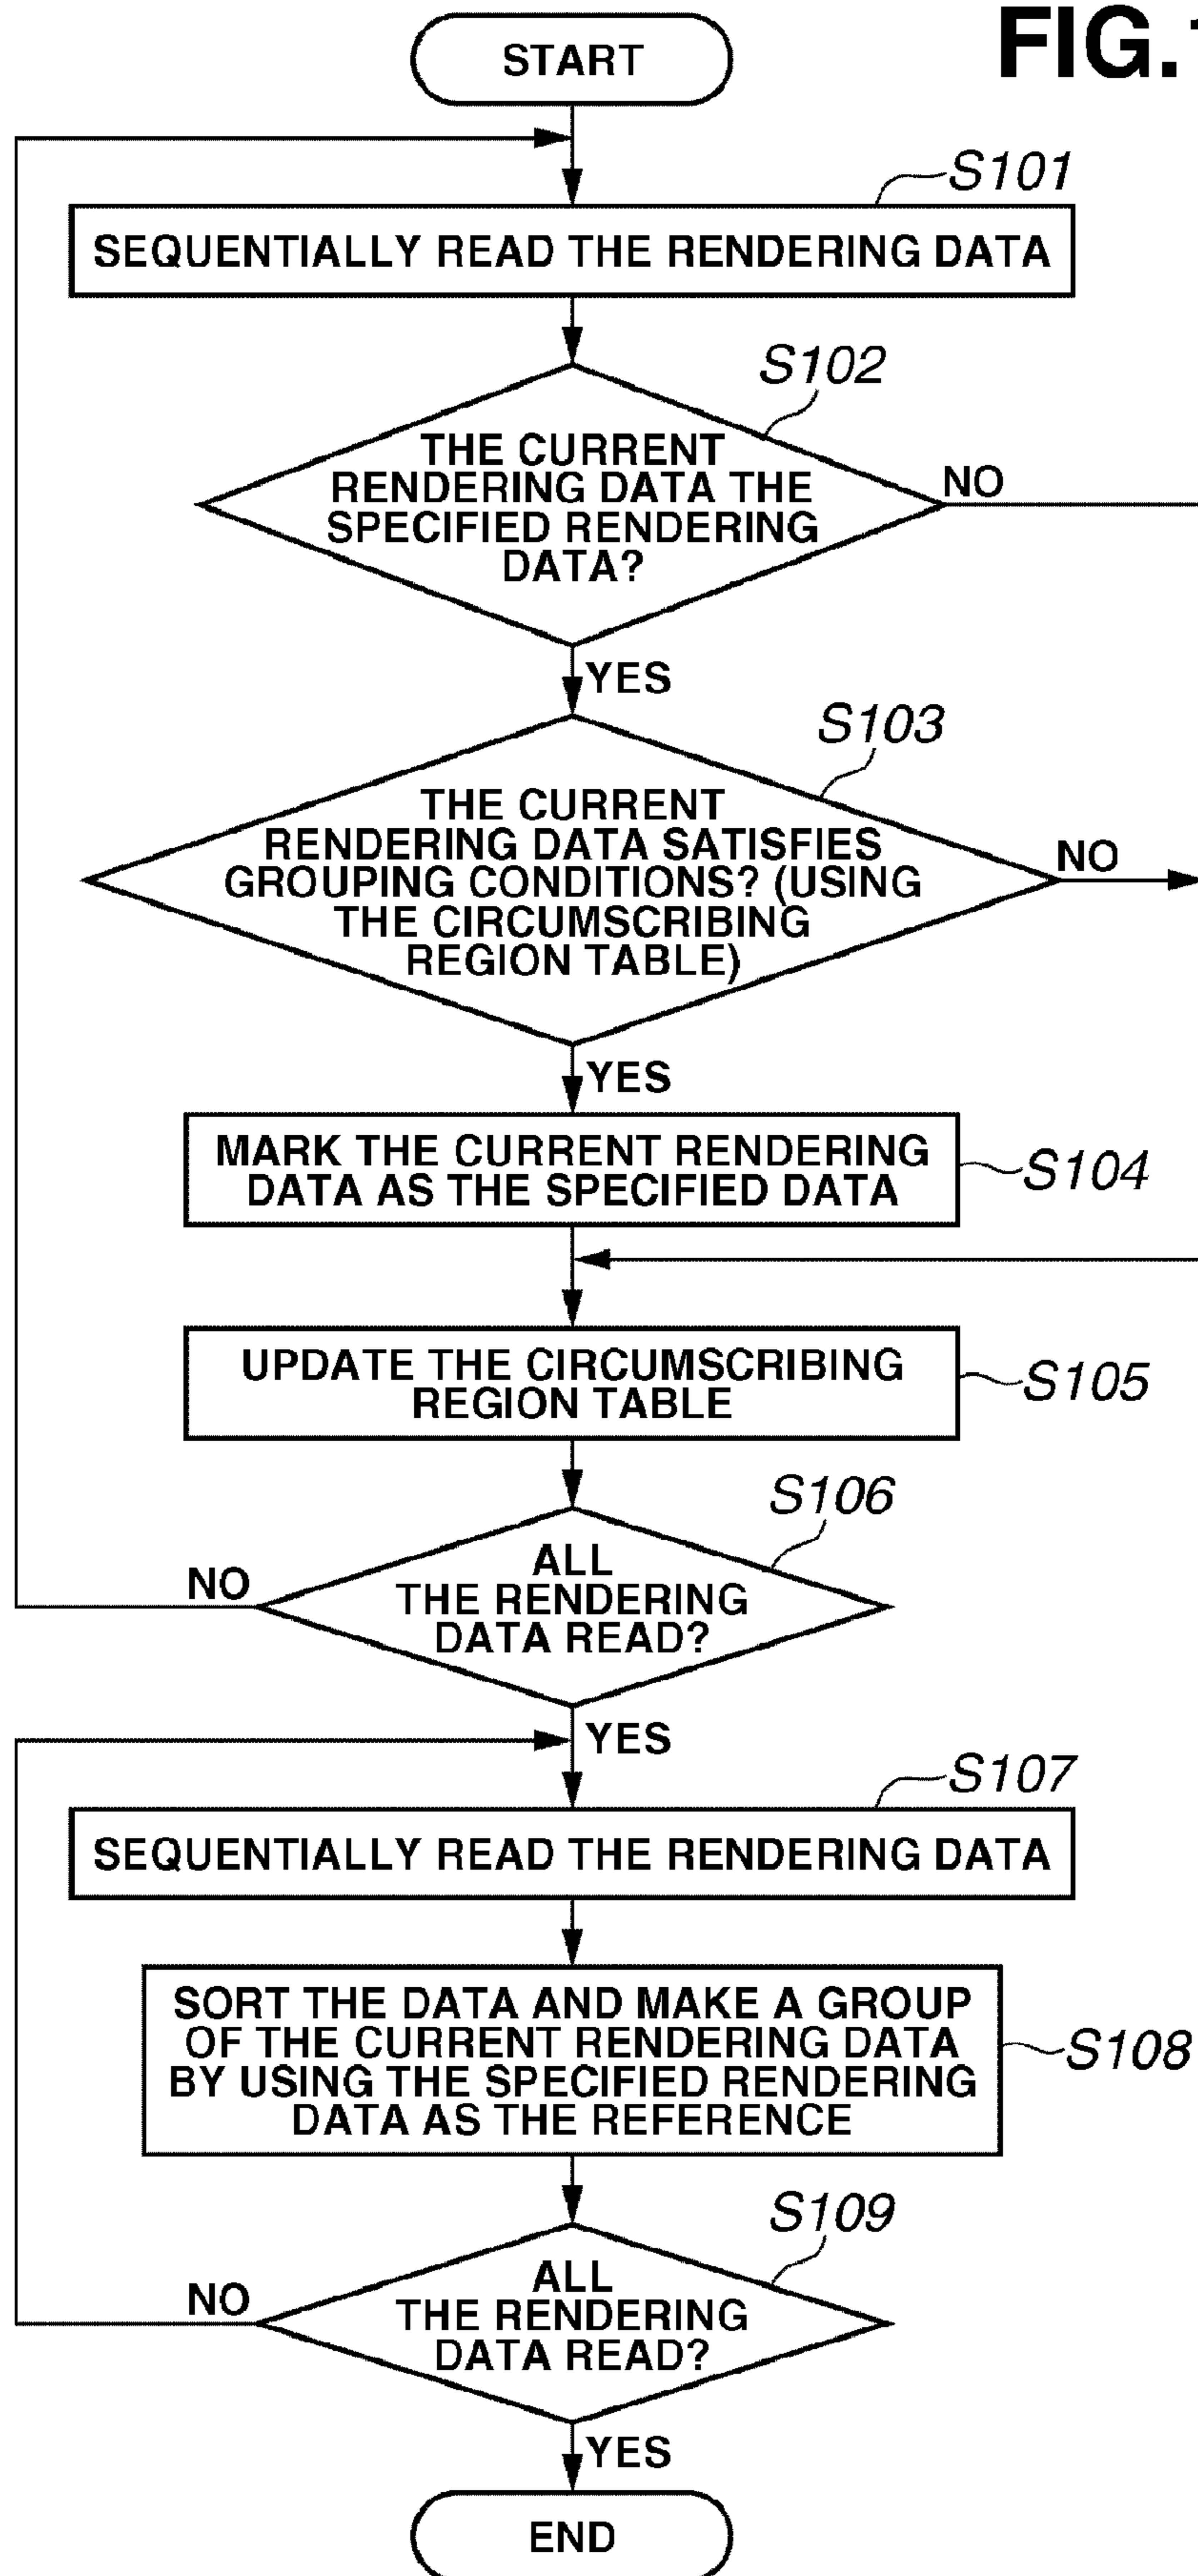 FIG.1
START
S101
SEQUENTIALLY READ THE RENDERING DATA
S102
THE CURRENT
RENDERING DATA THE
SPECIFIED RENDERING
DATA?
NO
YES
S103
THE CURRENT
RENDERING DATA SATISFIES
GROUPING CONDITIONS? (USING
THE CIRCUMSCRIBING
REGION TABLE)
NO
YES
MARK THE CURRENT RENDERING
DATA AS THE SPECIFIED DATA
S104
UPDATE THE CIRCUMSCRIBING
REGION TABLE
S105
S106
ALL
THE RENDERING
DATA READ?
NO
YES
S107
SEQUENTIALLY READ THE RENDERING DATA
SORT THE DATA AND MAKE A GROUP
OF THE CURRENT RENDERING DATA
BY USING THE SPECIFIED RENDERING
DATA AS THE REFERENCE
S108
S109
ALL
THE RENDERING
DATA READ?
NO
YES
END